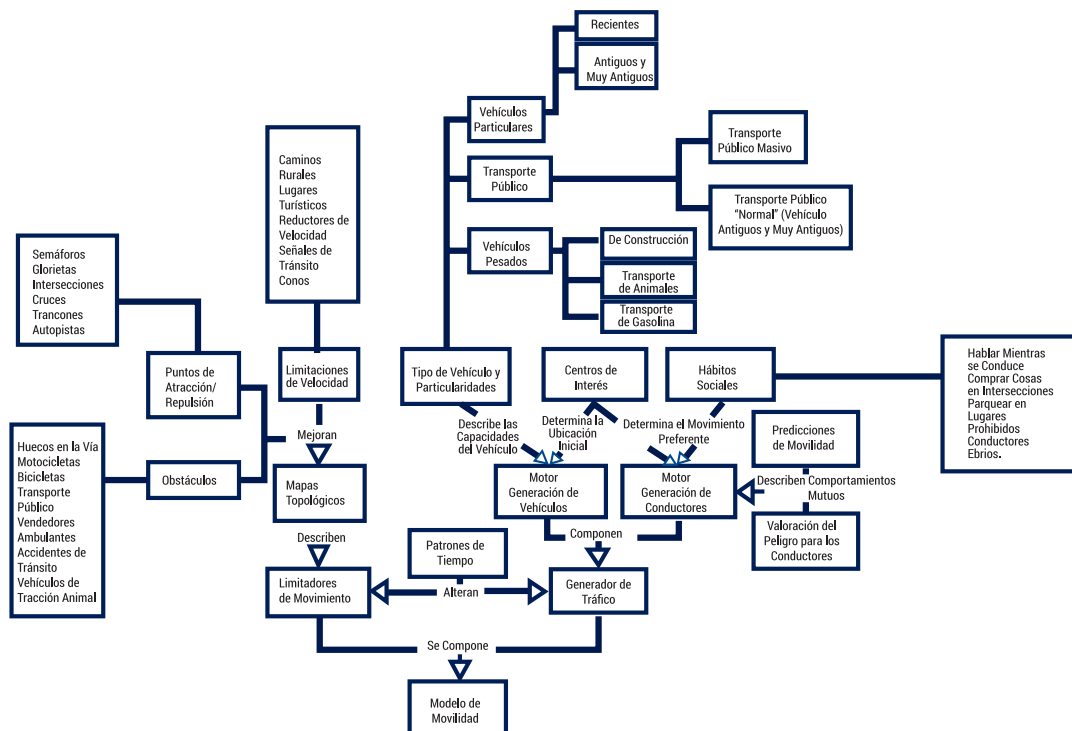 Recientes
Antiguos y
Muy Antiguos
Vehículos
Particulares
Transporte
Público Masivo
Transporte
Público
Transporte Público
“Normal” (Vehículo
Antiguos y Muy Antiguos)
Vehículos
Pesados
De Construcción
Transporte
de Animales
Transporte
de Gasolina
Caminos
Rurales
Lugares
Turísticos
Reductores de
Velocidad
Señales de
Tránsito
Conos
Semáforos
Glorietas
Intersecciones
Cruces
Trancones
Autopistas
Puntos de
Atracción/
Repulsión
Limitaciones
de Velocidad
Tipo de Vehículo y
Particularidades
Centros de
Interés
Hábitos
Sociales
Hablar Mientras
se Conduce
Comprar Cosas
en Intersecciones
Parquear en
Lugares
Prohibidos
Conductores
Ebrios.
Mejoran
Describe las
Capacidades
del Vehículo
Determina la
Ubicación
Inicial
Determina el Movimiento
Preferente
Predicciones
de Movilidad
Huecos en la Vía
Motocicletas
Bicicletas
Transporte
Público
Vendedores
Ambulantes
Accidentes de
Tránsito
Vehículos de
Tracción Animal
Obstáculos
Mapas
Topológicos
Motor
Generación de
Vehículos
Motor
Generación de
Conductores
Describen Comportamientos
Mutuos
Valoración del
Peligro para los
Conductores
Describen
Patrones de
Tiempo
Componen
Limitadores
de Movimiento
Alteran
Generador de
Tráfico
Se Compone
Modelo de
Movilidad